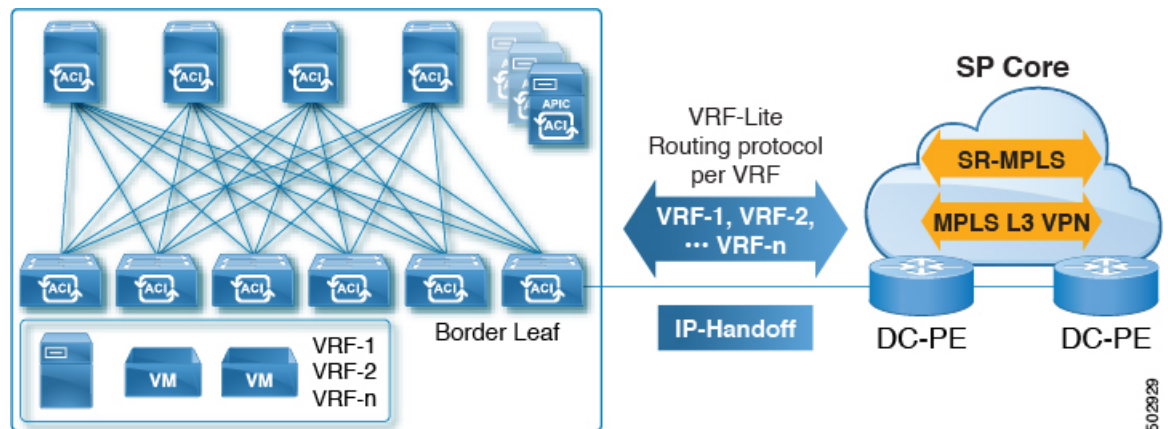 ACI
ACI
ACI
ACI
APIC
ACI
ACI
ACI
ACI
ACI
ACI
ACI
Border Leaf
VM
VM
VRF-1
VRF-2
VRF-n
VRF-Lite
Routing protocol
per VRF
VRF-1, VRF-2,
... VRF-n
IP-Handoff
SP Core
SR-MPLS
MPLS L3 VPN
DC-PE
DC-PE
502929